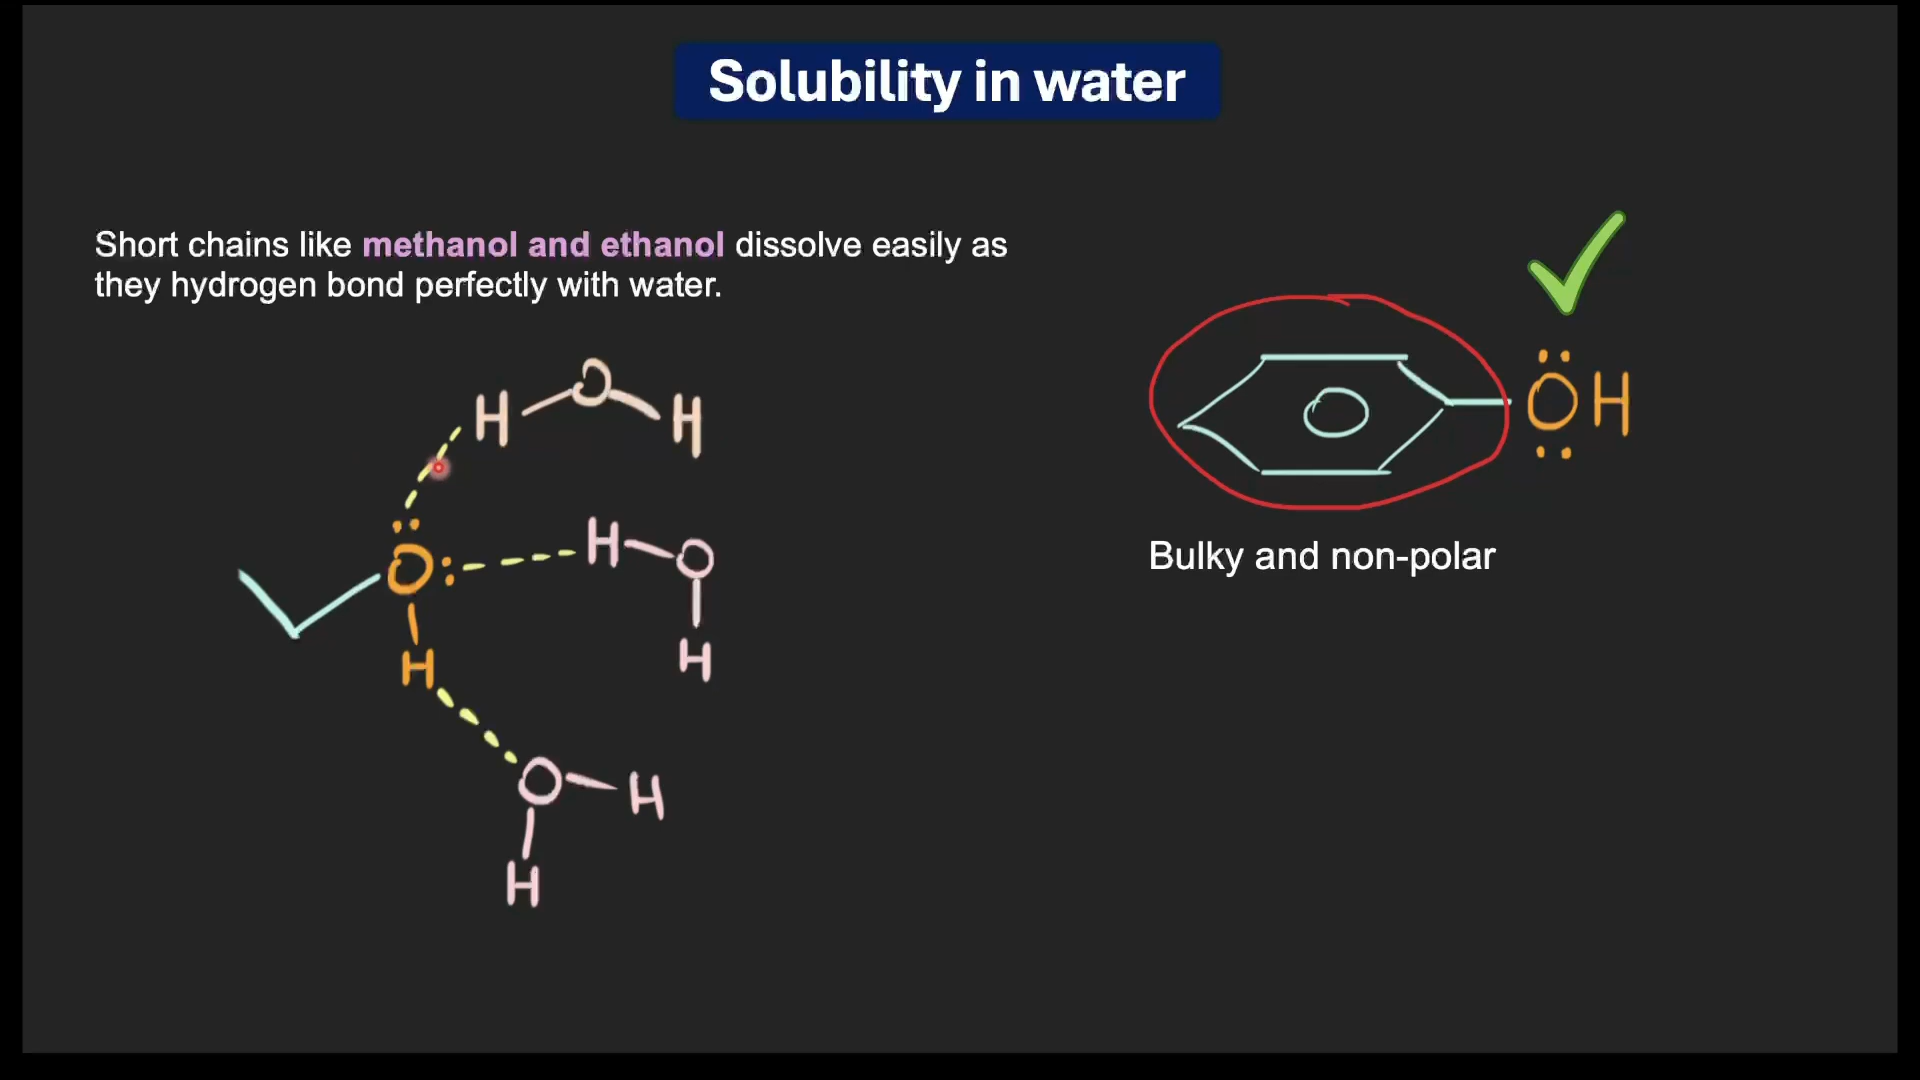 Solubility in water
Short chains like methanol and ethanol dissolve easily as
they hydrogen bond perfectly with water.
H O H
O H
H O
H
H
O H
H
Bulky and non-polar